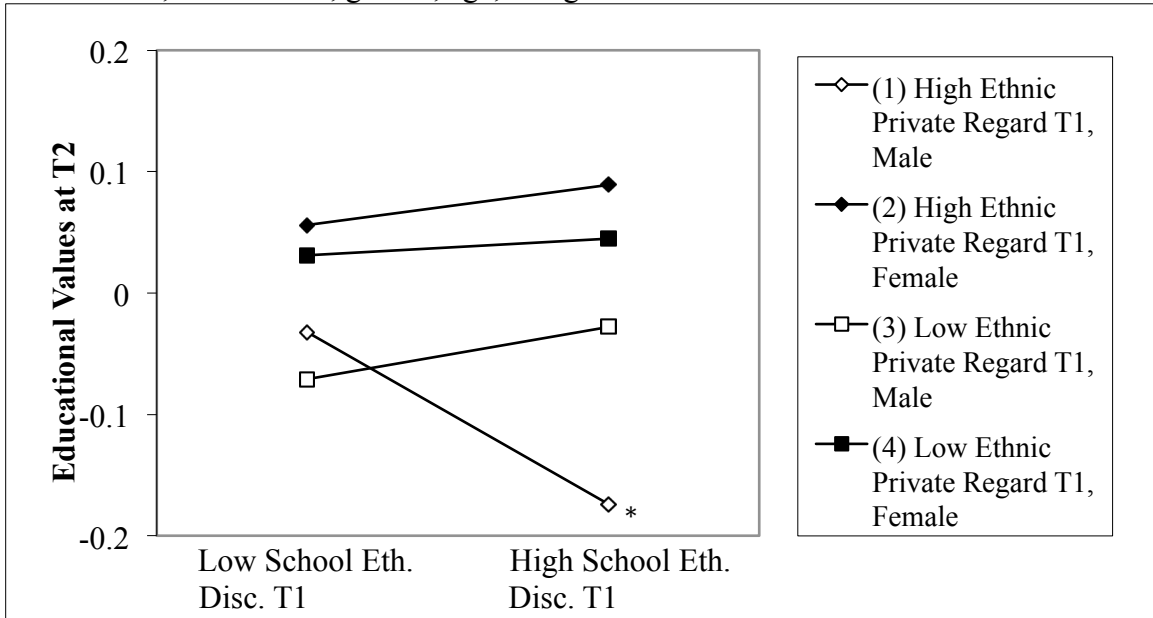 0.2
0.1
0
-0.1
-0.2
Educational Values at T2
*
Low School Eth.
Disc. T1
High School Eth.
Disc. T1
(1) High Ethnic
Private Regard T1,
Male
(2) High Ethnic
Private Regard T1,
Female
(3) Low Ethnic
Private Regard T1,
Male
(4) Low Ethnic
Private Regard T1,
Female